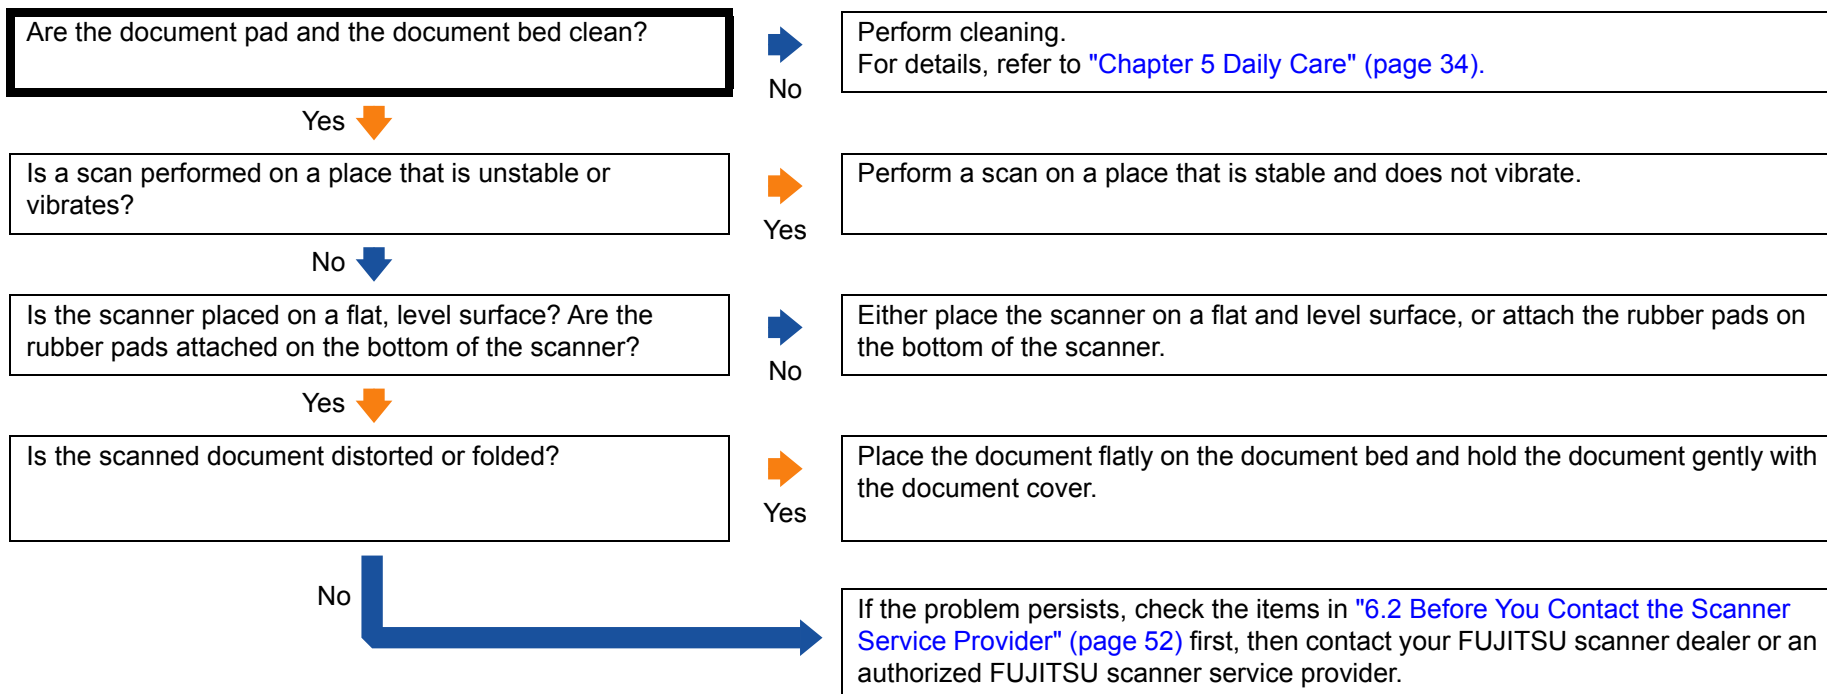 Are the document pad and the document bed clean?
No
Perform cleaning.
For details, refer to "Chapter 5 Daily Care" (page 34).
Yes
Is a scan performed on a place that is unstable or
vibrates?
Yes
Perform a scan on a place that is stable and does not vibrate.
No
Is the scanner placed on a flat, level surface? Are the
rubber pads attached on the bottom of the scanner?
No
Either place the scanner on a flat and level surface, or attach the rubber pads on
the bottom of the scanner.
Yes
Is the scanned document distorted or folded?
Yes
Place the document flatly on the document bed and hold the document gently with
the document cover.
No
If the problem persists, check the items in "6.2 Before You Contact the Scanner
Service Provider" (page 52) first, then contact your FUJITSU scanner dealer or an
authorized FUJITSU scanner service provider.